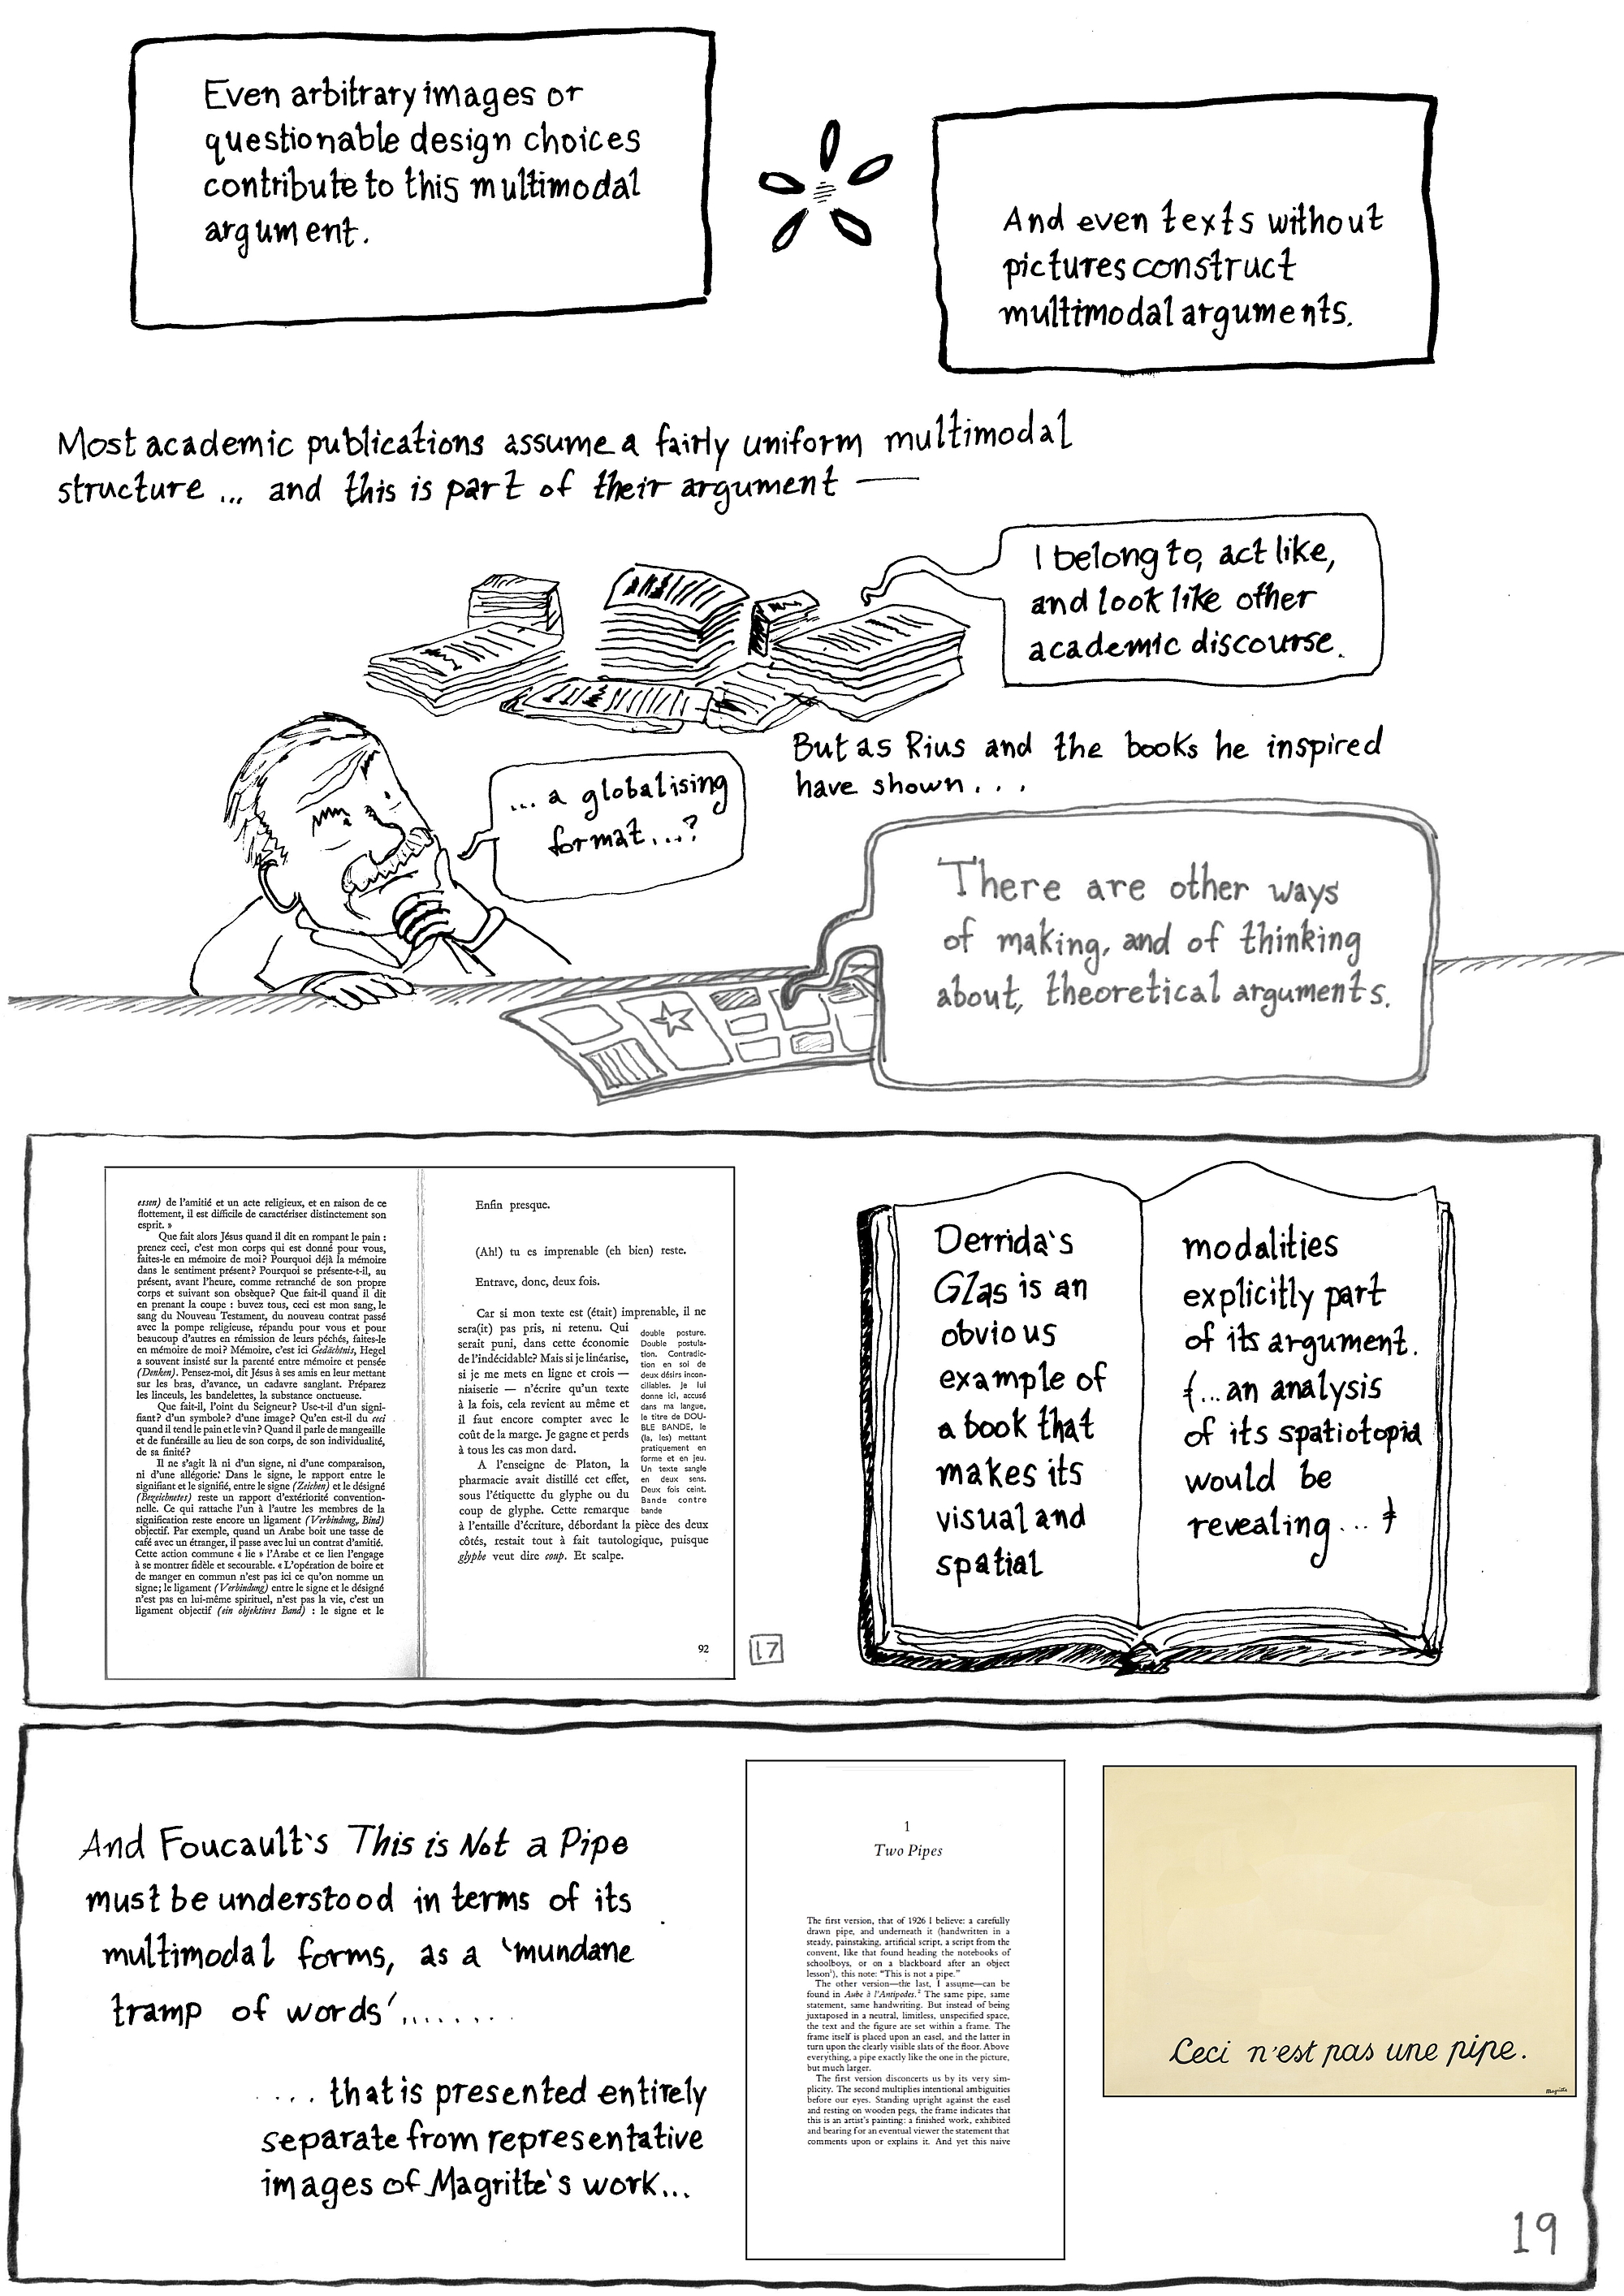 Even arbitrary images or
questionable design choices
contribute to this multimodal
argument.
And even texts without
pictures construct
multimodal arguments.
Most academic publications assume a fairly uniform multimodal
structure ... and this is part of their argument —
I belong to, act like,
and look like other
academic discourse.
... a globalising
format...?
But as Rius and the books he inspired
have shown...
There are other ways
of making, and of thinking
about, theoretical arguments.
essen) de l'amitié et un acte religieux, et en raison de ce
flottement, il est difficile de caractériser distinctement son
esprit. »
Que fait alors Jésus quand il dit en rompant le pain :
prenez ceci, c'est mon corps qui est donné pour vous,
faites-le en mémoire de moi? Pourquoi déjà la mémoire
dans le sentiment présent? Pourquoi se présente-t-il, au
présent, avant l'heure, comme retranché de son propre
corps et suivant son obsèque? Que fait-il quand il dit
en prenant la coupe : buvez tous, ceci est mon sang, le
sang du Nouveau Testament, du nouveau contrat passé
avec la pompe religieuse, répandu pour vous et pour
beaucoup d'autres en rémission de leurs péchés, faites-le
en mémoire de moi? Mémoire, c'est ici Gedächtnis, Hegel
a souvent insisté sur la parenté entre mémoire et pensée
(Denken). Pensez-moi, dit Jésus à ses amis en leur mettant
sur les bras, d'avance, un cadavre sanglant. Préparez
les linceuls, les bandelettes, la substance onctueuse.
Que fait-il, l'oint du Seigneur? Use-t-il d'un signi-
fiant? d'un symbole? d'une image? Qu'en est-il du ceci
quand il tend le pain et le vin? Quand il parle de mangeaille
et de funéraille au lieu de son corps, de son individualité,
de sa finité?
Il ne s'agit là ni d'un signe, ni d'une comparaison,
ni d'une allégorie. Dans le signe, le rapport entre le
signifiant et le signifié, entre le signe (Zeichen) et le désigné
(Bezeichnetes) reste un rapport d'extériorité convention-
nelle. Ce qui rattache l'un à l'autre les membres de la
signification reste encore un ligament (Verbindung, Bind)
objectif. Par exemple, quand un Arabe boit une tasse de
café avec un étranger, il passe avec lui un contrat d'amitié.
Cette action commune « lie » l'Arabe et ce lien l'engage
à se montrer fidèle et secourable. « L'opération de boire et
de manger en commun n'est pas ici ce qu'on nomme un
signe; le ligament (Verbindung) entre le signe et le désigné
n'est pas en lui-même spirituel, n'est pas la vie, c'est un
ligament objectif (ein objektives Band) : le signe et le
Enfin presque.
(Ah!) tu es imprenable (eh bien) reste.
Entrave, donc, deux fois.
Car si mon texte est (était) imprenable, il ne
sera(it) pas pris, ni retenu. Qui
serait puni, dans cette économie
de l'indécidable? Mais si je linéarise,
si je me mets en ligne et crois —
niaiserie — n'écrire qu'un texte
à la fois, cela revient au même et
il faut encore compter avec le
coût de la marge. Je gagne et perds
à tous les cas mon dard.
A l'enseigne de Platon, la
pharmacie avait distillé cet effet,
sous l'étiquette du glyphe ou du
coup de glyphe. Cette remarque
à l'entaille d'écriture, débordant la pièce des deux
côtés, restait tout à fait tautologique, puisque
glyphe veut dire coup. Et scalpe.
double posture.
Double postula-
tion. Contradic-
tion en soi de
deux désirs incon-
ciliables. Je lui
donne ici, accusé
dans ma langue,
le titre de DOU-
BLE BANDE, le
(la, les) mettant
pratiquement en
forme et en jeu.
Un texte sangle
en deux sens.
Deux fois ceint.
Bande contre
bande
92
17
Derrida's
Glas is an
obvious
example of
a book that
makes its
visual and
spatial
modalities
explicitly part
of its argument.
(...an analysis
of its spatiotopia
would be
revealing...)
And Foucault's This is Not a Pipe
must be understood in terms of its
multimodal forms, as a 'mundane
tramp of words'........
.... that is presented entirely
separate from representative
images of Magritte's work...
1
Two Pipes
The first version, that of 1926 I believe: a carefully
drawn pipe, and underneath it (handwritten in a
steady, painstaking, artificial script, a script from the
convent, like that found heading the notebooks of
schoolboys, or on a blackboard after an object
lesson¹), this note: "This is not a pipe."
The other version—the last, I assume—can be
found in Aube à l'Antipodes.² The same pipe, same
statement, same handwriting. But instead of being
juxtaposed in a neutral, limitless, unspecified space,
the text and the figure are set within a frame. The
frame itself is placed upon an easel, and the latter in
turn upon the clearly visible slats of the floor. Above
everything, a pipe exactly like the one in the picture,
but much larger.
The first version disconcerts us by its very sim-
plicity. The second multiplies intentional ambiguities
before our eyes. Standing upright against the easel
and resting on wooden pegs, the frame indicates that
this is an artist's painting: a finished work, exhibited
and bearing for an eventual viewer the statement that
comments upon or explains it. And yet this naive
Ceci n'est pas une pipe.
Magritte
19